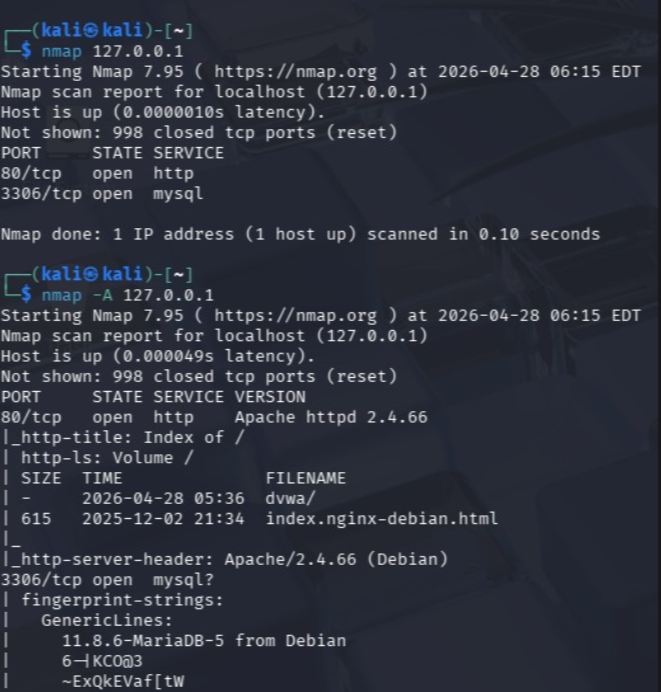 ┌──(kali㉿kali)-[~]
└─$ nmap 127.0.0.1
Starting Nmap 7.95 ( https://nmap.org ) at 2026-04-28 06:15 EDT
Nmap scan report for localhost (127.0.0.1)
Host is up (0.0000010s latency).
Not shown: 998 closed tcp ports (reset)
PORT     STATE SERVICE
80/tcp   open  http
3306/tcp open  mysql

Nmap done: 1 IP address (1 host up) scanned in 0.10 seconds

┌──(kali㉿kali)-[~]
└─$ nmap -A 127.0.0.1
Starting Nmap 7.95 ( https://nmap.org ) at 2026-04-28 06:15 EDT
Nmap scan report for localhost (127.0.0.1)
Host is up (0.000049s latency).
Not shown: 998 closed tcp ports (reset)
PORT     STATE SERVICE VERSION
80/tcp   open  http    Apache httpd 2.4.66
|_http-title: Index of /
| http-ls: Volume /
| SIZE  TIME              FILENAME
| -     2026-04-28 05:36  dvwa/
| 615   2025-12-02 21:34  index.nginx-debian.html
|_
|_http-server-header: Apache/2.4.66 (Debian)
3306/tcp open  mysql?
| fingerprint-strings:
|   GenericLines:
|     11.8.6-MariaDB-5 from Debian
|     6⊣KCO@3
|     ~ExQkEVaf[tW